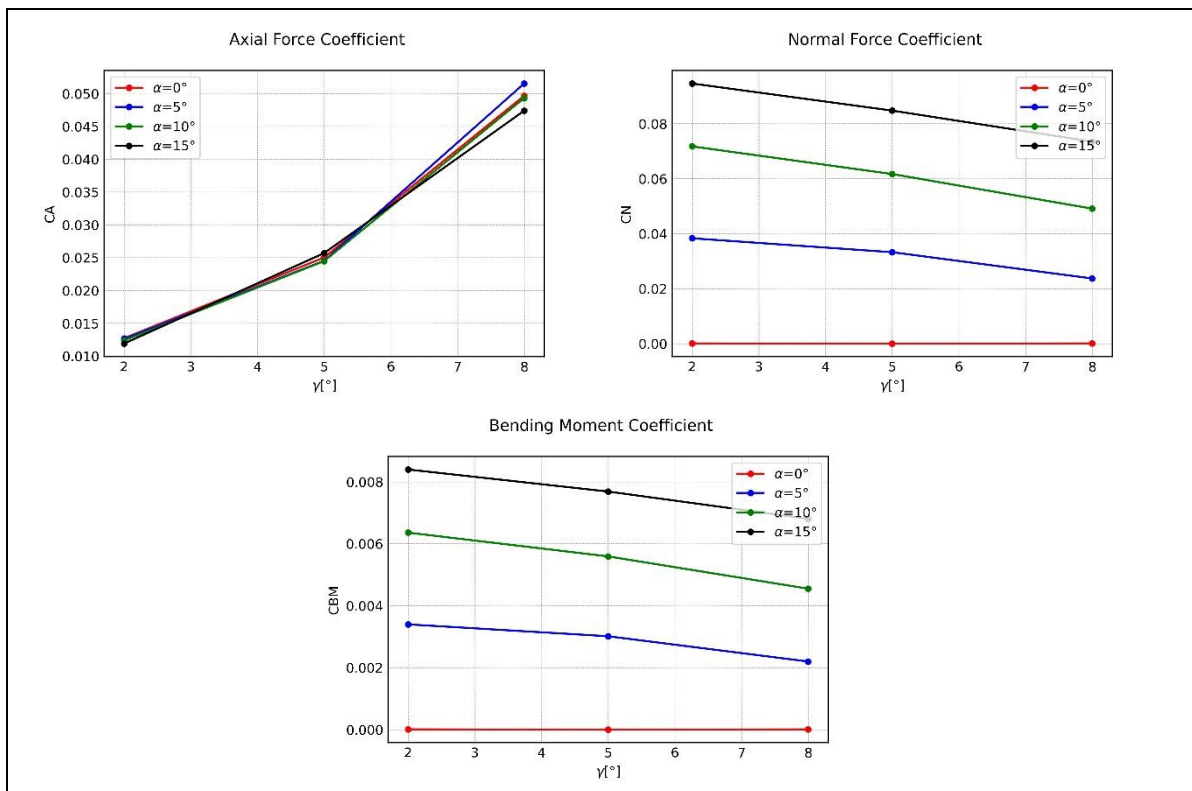 Axial Force Coefficient
CA
0.050
0.045
0.040
0.035
0.030
0.025
0.020
0.015
0.010
α=0°
α=5°
α=10°
α=15°
2 3 4 5 6 7 8
γ[°]
Normal Force Coefficient
CN
0.08
0.06
0.04
0.02
0.00
α=0°
α=5°
α=10°
α=15°
2 3 4 5 6 7 8
γ[°]
Bending Moment Coefficient
CBM
0.008
0.006
0.004
0.002
0.000
α=0°
α=5°
α=10°
α=15°
2 3 4 5 6 7 8
γ[°]